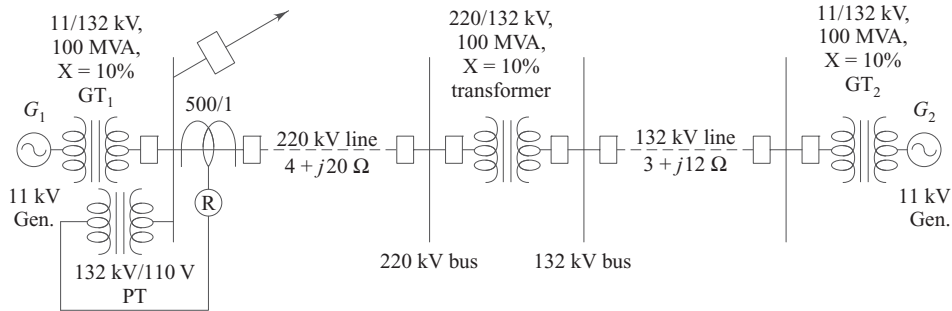 11/132 kV,
100 MVA,
X = 10%
GT1
G1
11 kV
Gen.
500/1
R
132 kV/110 V
PT
220 kV line
4 + j20 Ω
220/132 kV,
100 MVA,
X = 10%
transformer
220 kV bus
132 kV bus
132 kV line
3 + j12 Ω
11/132 kV,
100 MVA,
X = 10%
GT2
G2
11 kV
Gen.